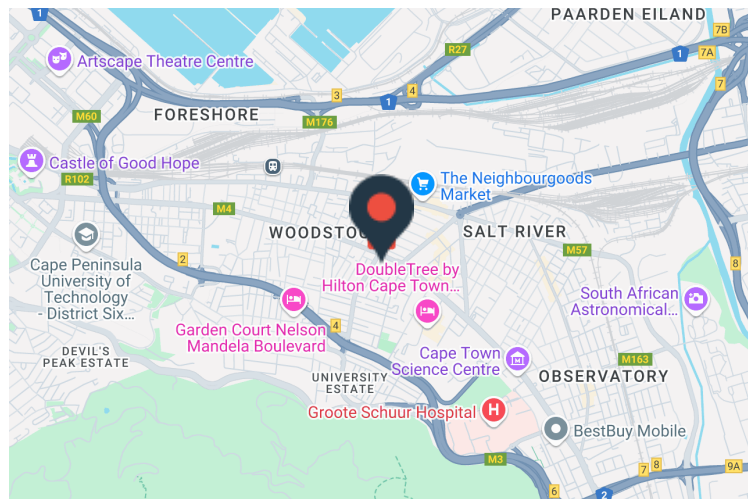 PAARDEN EILAND
1
7B
R27
1
7A
Artscape Theatre Centre
7
3
4
1
M60
FORESHORE
M176
Castle of Good Hope
R102
The Neighbourgoods
Market
M4
WOODSTO
SALT RIVER
M57
2
8
Cape Peninsula
University of
Technology
- District Six...
DoubleTree by
Hilton Cape Town...
South African
Astronomical...
Garden Court Nelson
Mandela Boulevard
4
DEVIL'S
PEAK ESTATE
Cape Town
Science Centre
M163
UNIVERSITY
ESTATE
OBSERVATORY
Groote Schuur Hospital
H
BestBuy Mobile
M3
7
8
9A
6
2